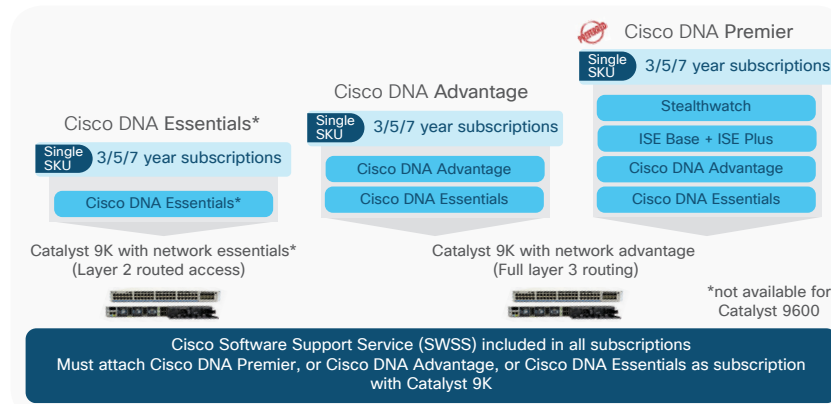 Cisco DNA Essentials*
Single
SKU
3/5/7 year subscriptions
Cisco DNA Essentials*
Catalyst 9K with network essentials*
(Layer 2 routed access)
Cisco DNA Advantage
Single
SKU
3/5/7 year subscriptions
Cisco DNA Advantage
Cisco DNA Essentials
Cisco DNA Premier
Single
SKU
3/5/7 year subscriptions
Stealthwatch
ISE Base + ISE Plus
Cisco DNA Advantage
Cisco DNA Essentials
Catalyst 9K with network advantage
(Full layer 3 routing)
*not available for
Catalyst 9600
Cisco Software Support Service (SWSS) included in all subscriptions
Must attach Cisco DNA Premier, or Cisco DNA Advantage, or Cisco DNA Essentials as subscription
with Catalyst 9K